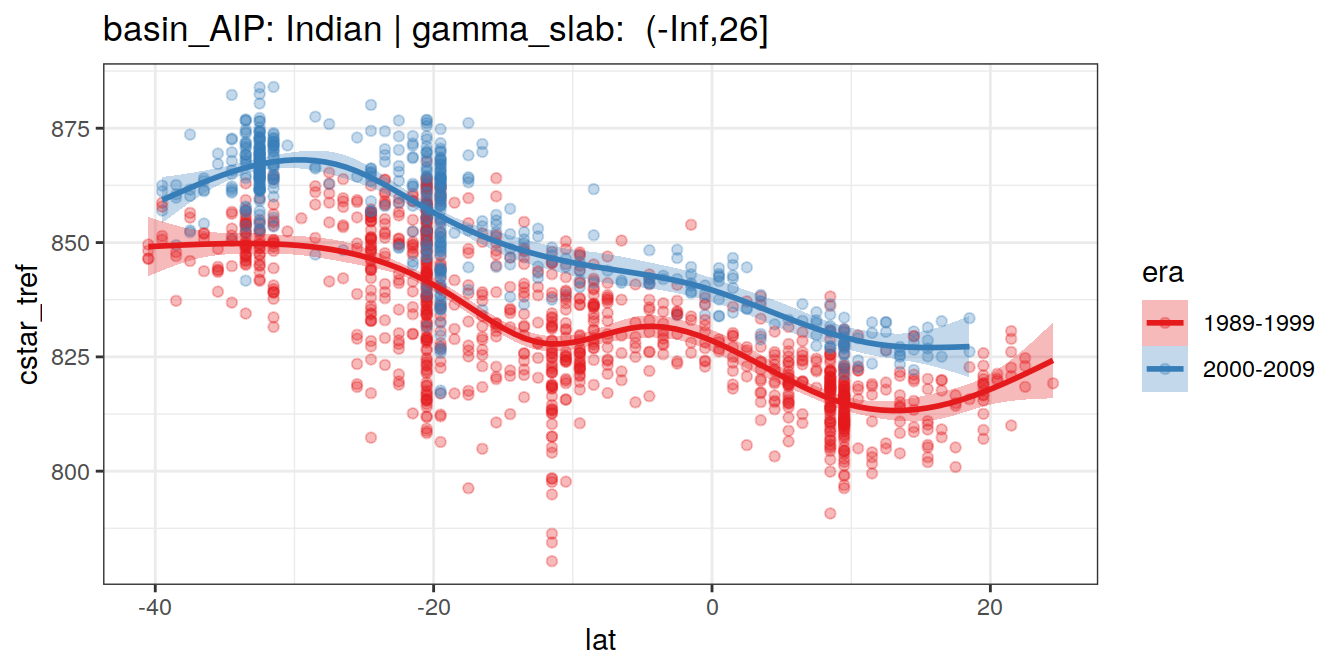 basin_AIP: Indian | gamma_slab:  (-Inf,26]
875
850
825
800
cstar_tref
-40
-20
0
20
lat
era
1989-1999
2000-2009